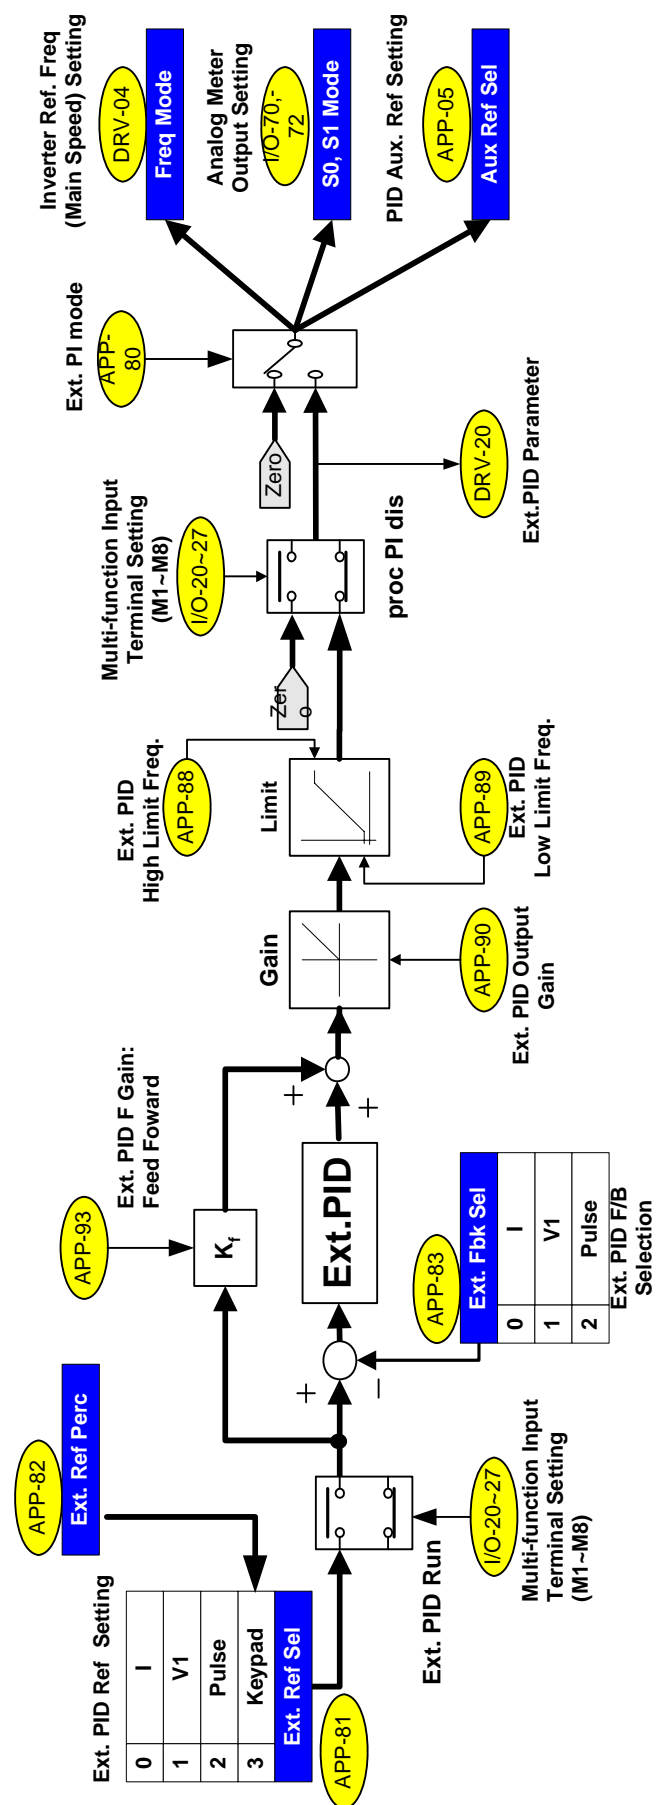 Ext. PID Ref  Setting
0 I
1 V1
2 Pulse
3 Keypad
Ext. Ref Sel
APP-81
APP-82
Ext. Ref Perc
Ext. PID Run
I/O-20~27
Multi-function Input
Terminal Setting
(M1~M8)
+
−
APP-93
Ext. PID F Gain:
Feed Foward
Kf
Ext.PID
APP-83
Ext. Fbk Sel
0 I
1 V1
2 Pulse
Ext. PID F/B
Selection
+
+
Gain
APP-90
Ext. PID Output
Gain
Ext. PID
High Limit Freq.
APP-88
Limit
APP-89
Ext. PID
Low Limit Freq.
Zer
o
Multi-function Input
Terminal Setting
(M1~M8)
I/O-20~27
proc PI dis
Zero
DRV-20
Ext.PID Parameter
Ext. PI mode
APP-
80
Inverter Ref. Freq
(Main Speed) Setting
DRV-04
Freq Mode
Analog Meter
Output Setting
I/O-70,-
72
S0, S1 Mode
PID Aux. Ref Setting
APP-05
Aux Ref Sel